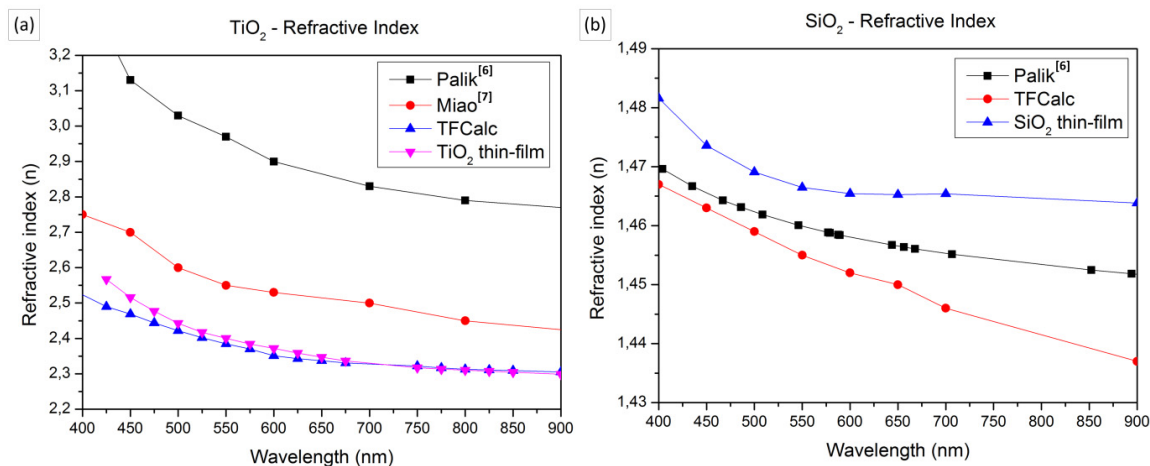 (a)
TiO₂ - Refractive Index
Palik[6]
Miao[7]
TFCalc
TiO₂ thin-film
Refractive index (n)
3,2
3,1
3,0
2,9
2,8
2,7
2,6
2,5
2,4
2,3
2,2
400 450 500 550 600 650 700 750 800 850 900
Wavelength (nm)
(b)
SiO₂ - Refractive Index
Palik[6]
TFCalc
SiO₂ thin-film
Refractive index (n)
1,49
1,48
1,47
1,46
1,45
1,44
1,43
400 450 500 550 600 650 700 750 800 850 900
Wavelength (nm)